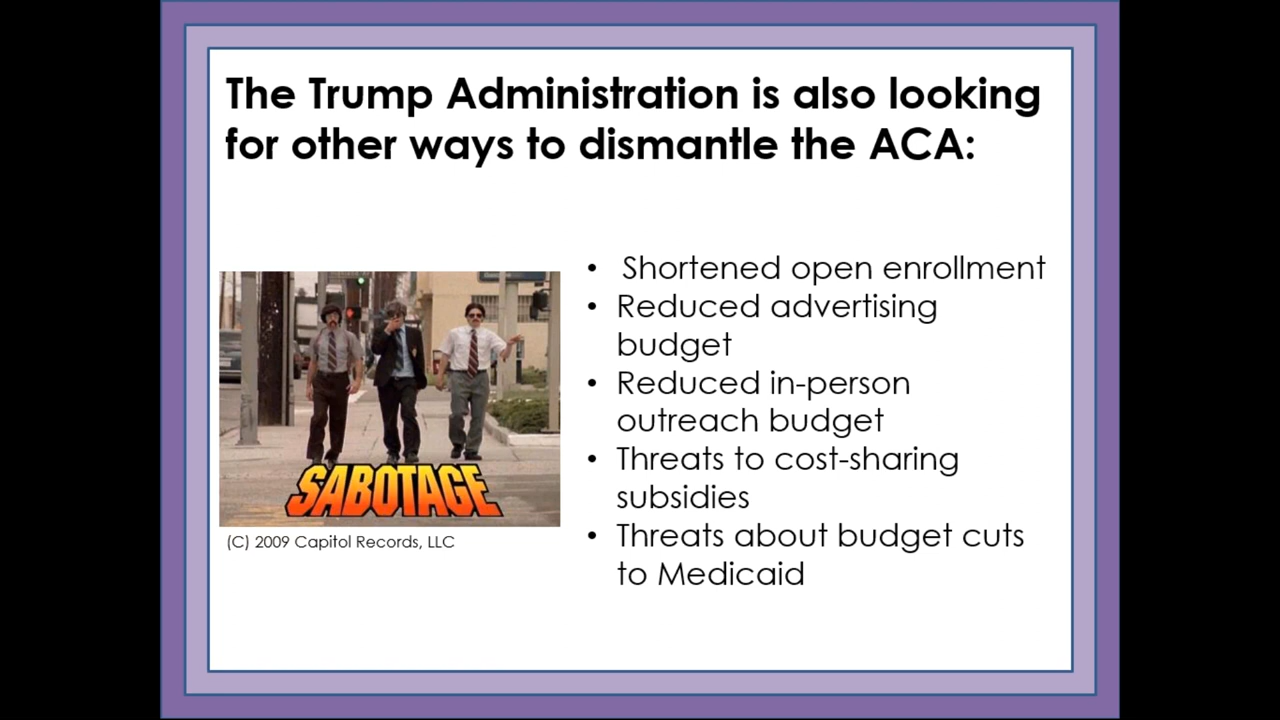 The Trump Administration is also looking
for other ways to dismantle the ACA:
SABOTAGE
(C) 2009 Capitol Records, LLC
• Shortened open enrollment
• Reduced advertising
budget
• Reduced in-person
outreach budget
• Threats to cost-sharing
subsidies
• Threats about budget cuts
to Medicaid